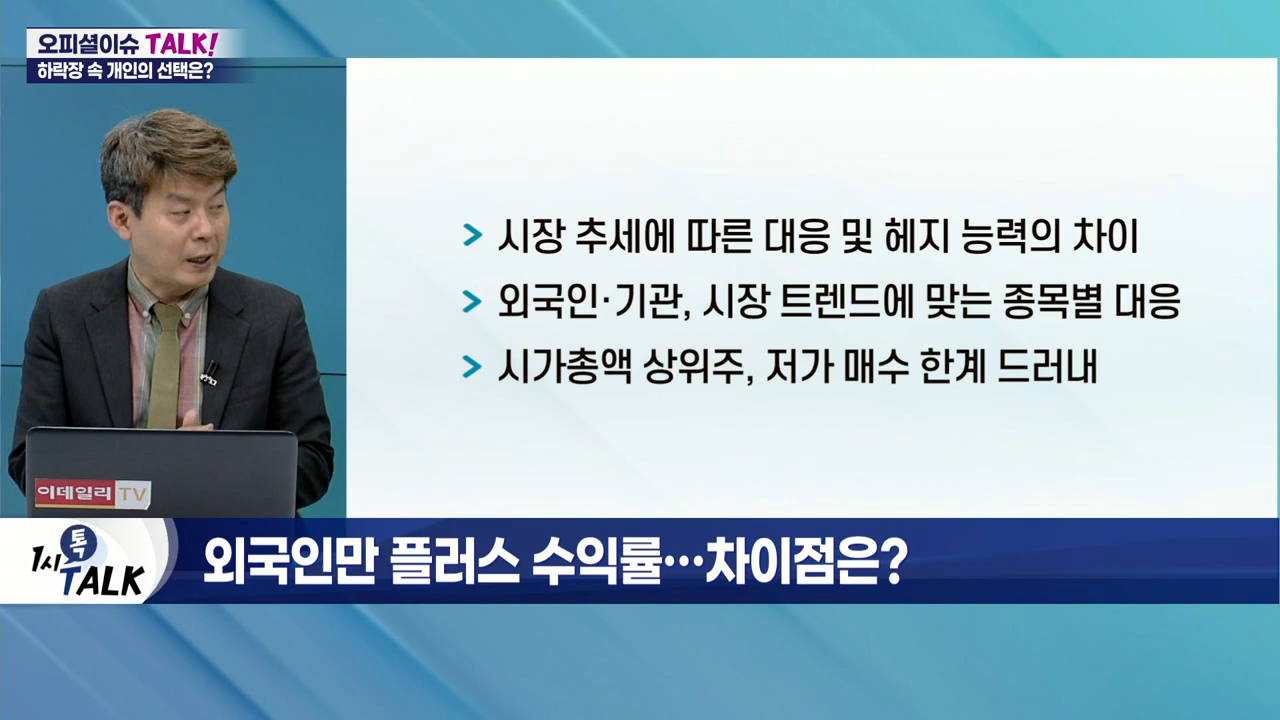 오피셜이슈 TALK!
하락장 속 개인의 선택은?
> 시장 추세에 따른 대응 및 헤지 능력의 차이
> 외국인·기관, 시장 트렌드에 맞는 종목별 대응
> 시가총액 상위주, 저가 매수 한계 드러내
이데일리 TV
1시 톡 TALK
외국인만 플러스 수익률…차이점은?